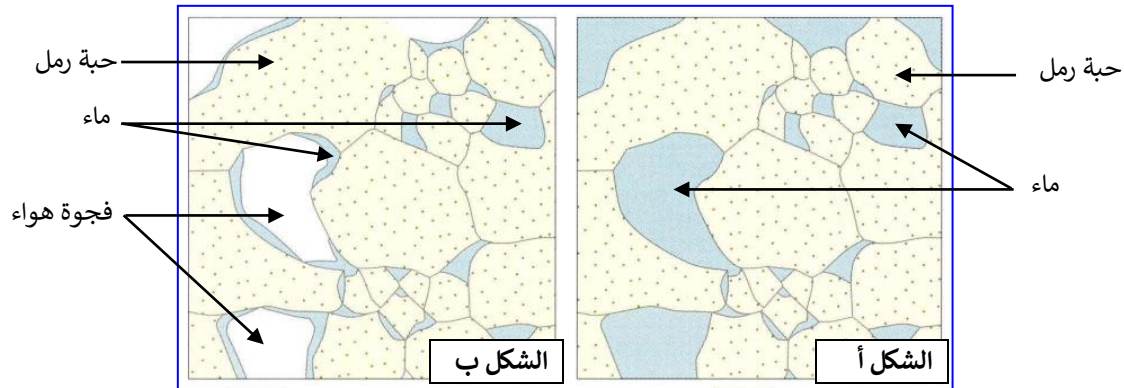 حبة رمل
ماء
الشكل أ
حبة رمل
ماء
فجوة هواء
الشكل ب